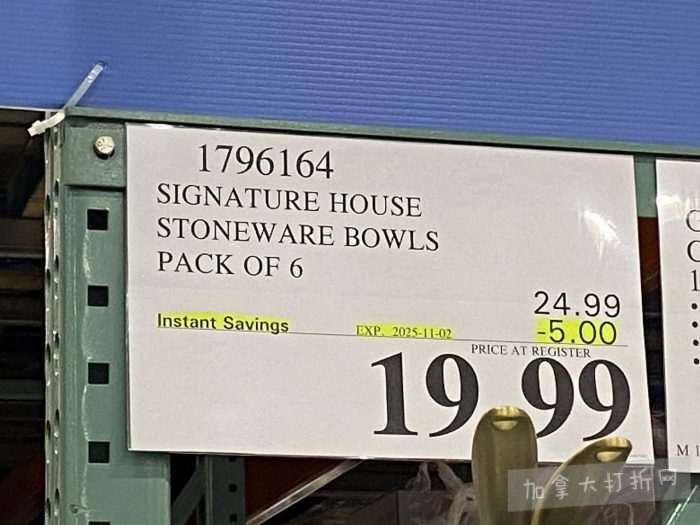 1796164
SIGNATURE HOUSE
STONEWARE BOWLS
PACK OF 6
24.99
Instant Savings EXP. 2025-11-02 -5.00
PRICE AT REGISTER
19.99
M 1
加拿大打折网